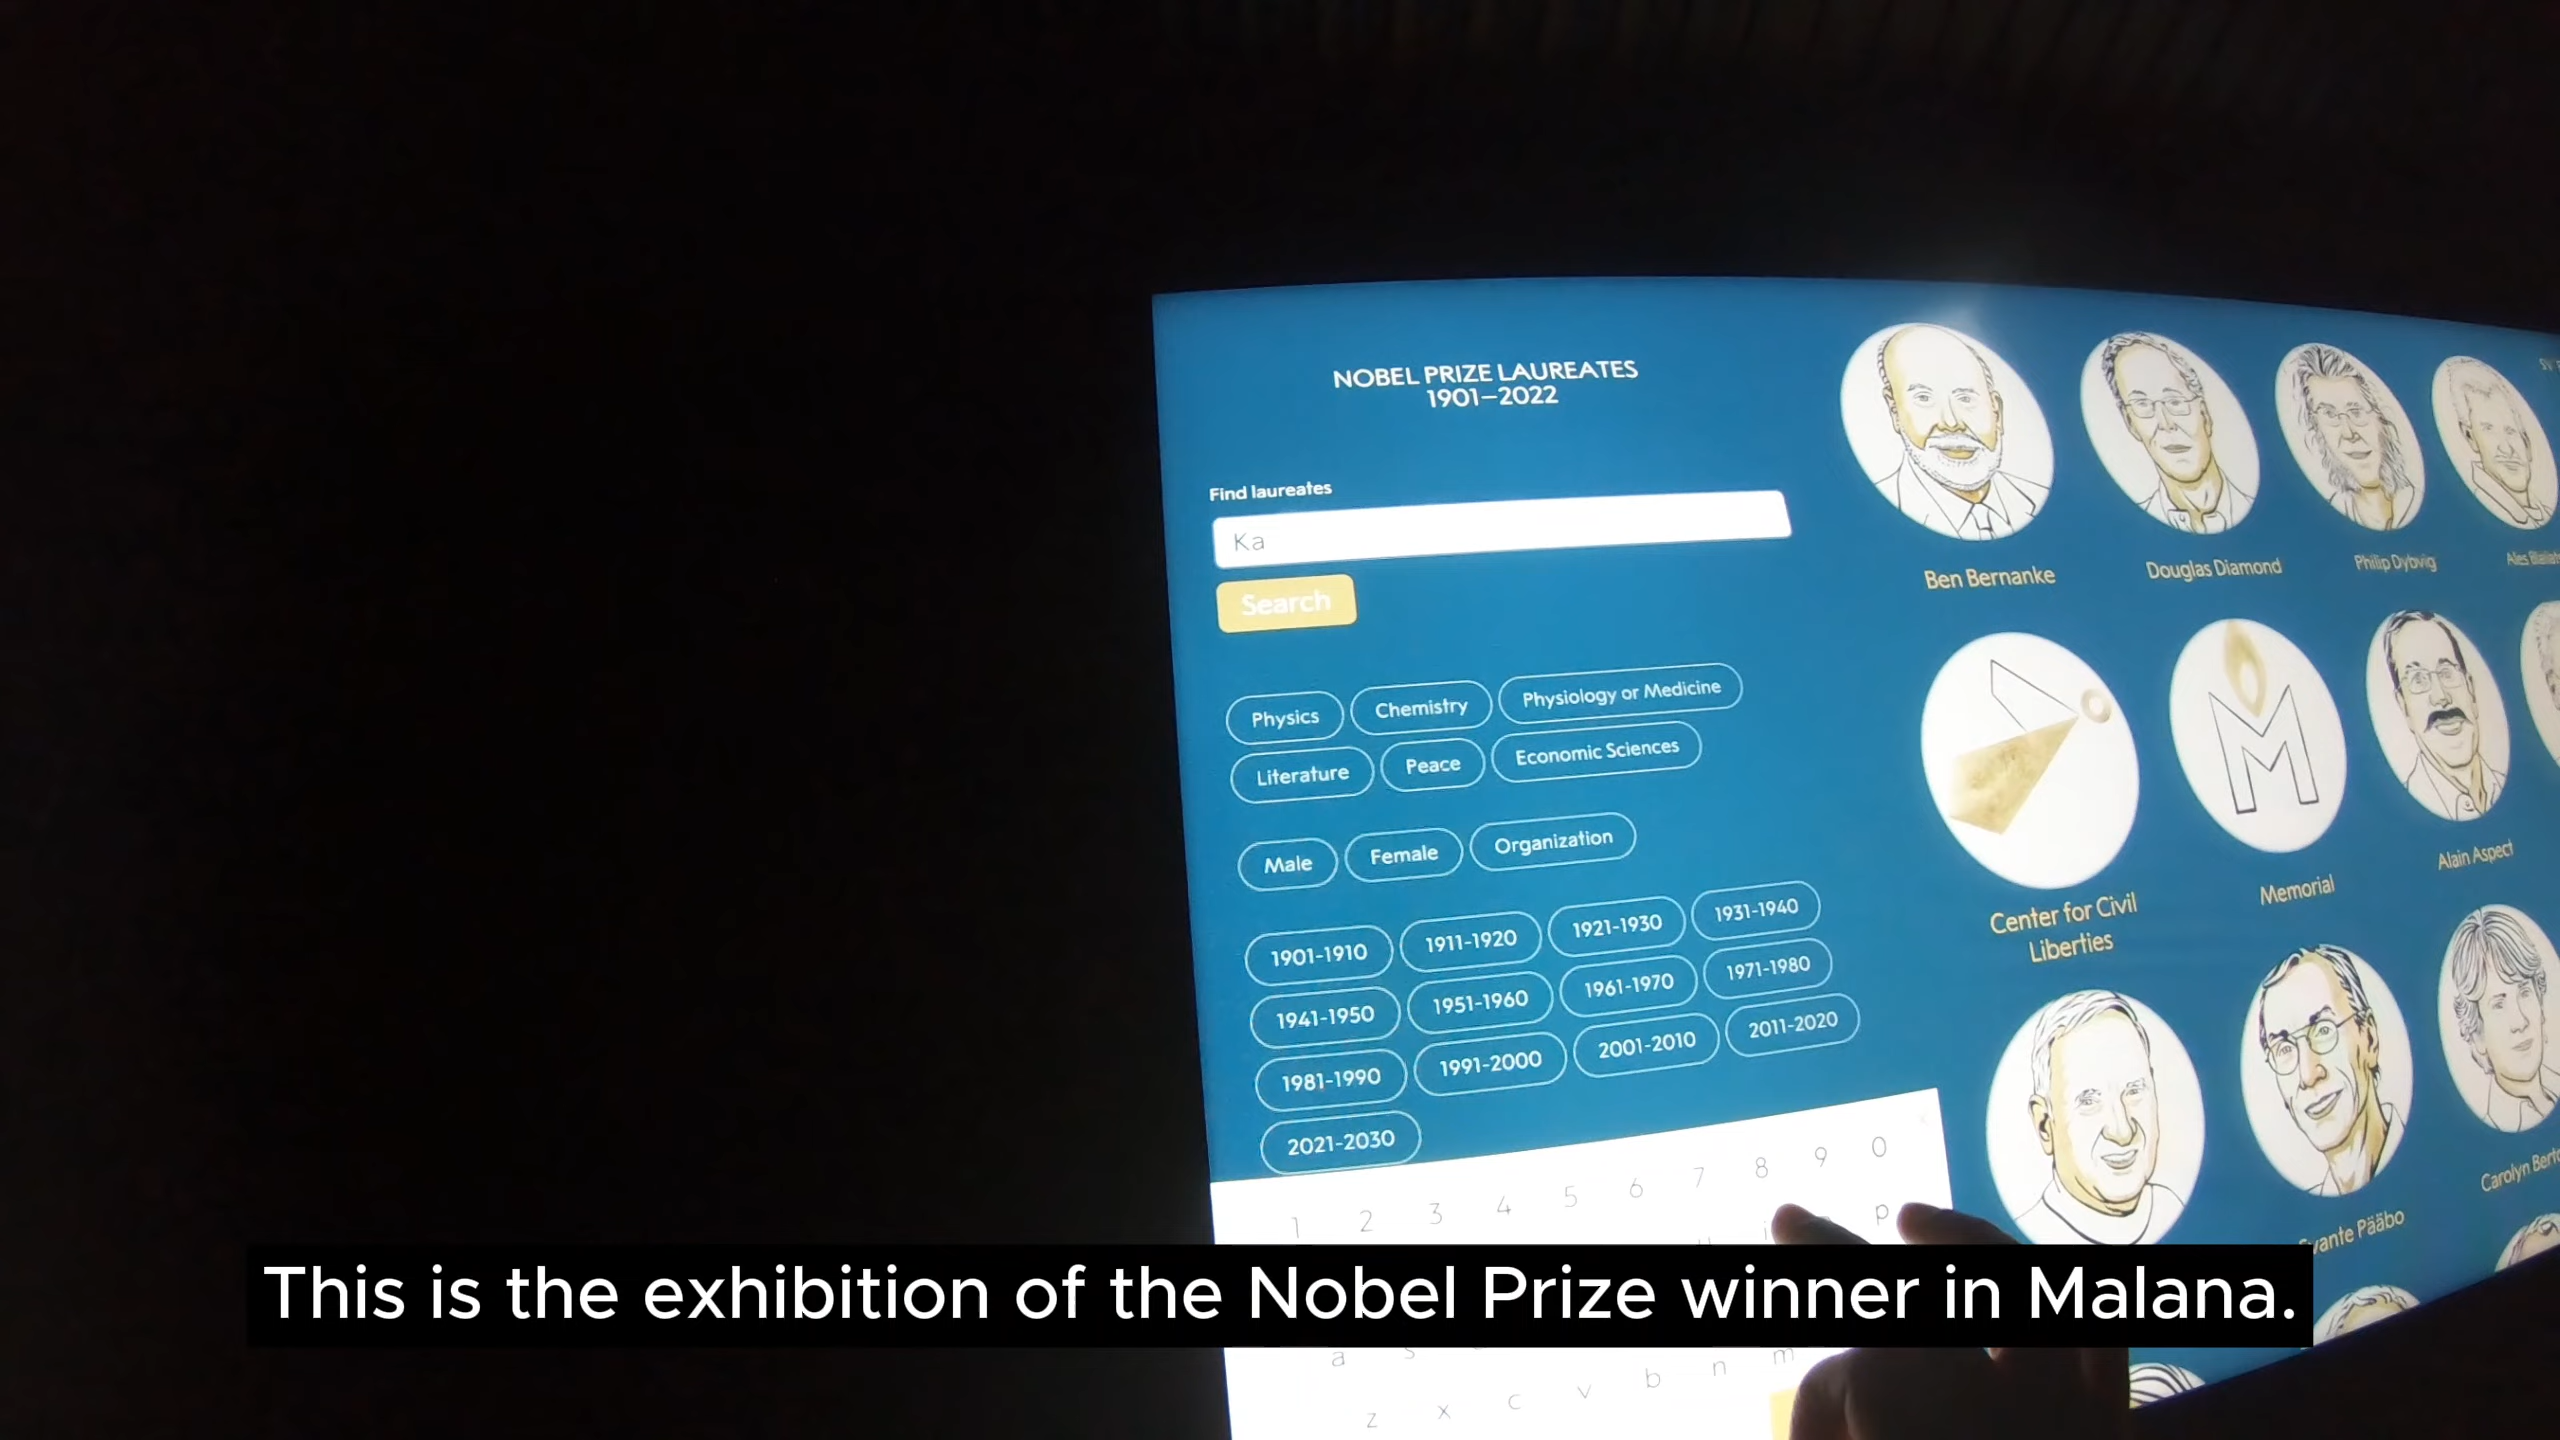 NOBEL PRIZE LAUREATES
1901–2022
Find laureates
Ka
Search
Physics
Chemistry
Physiology or Medicine
Literature
Peace
Economic Sciences
Male
Female
Organization
1901-1910
1911-1920
1921-1930
1931-1940
1941-1950
1951-1960
1961-1970
1971-1980
1981-1990
1991-2000
2001-2010
2011-2020
2021-2030
Ben Bernanke
Douglas Diamond
Philip Dybvig
Center for Civil
Liberties
Memorial
Alain Aspect
Pääbo
Carolyn
1 2 3 4 5 6 7 8 9 0
i p
This is the exhibition of the Nobel Prize winner in Malana.
a s
z x c v b n m